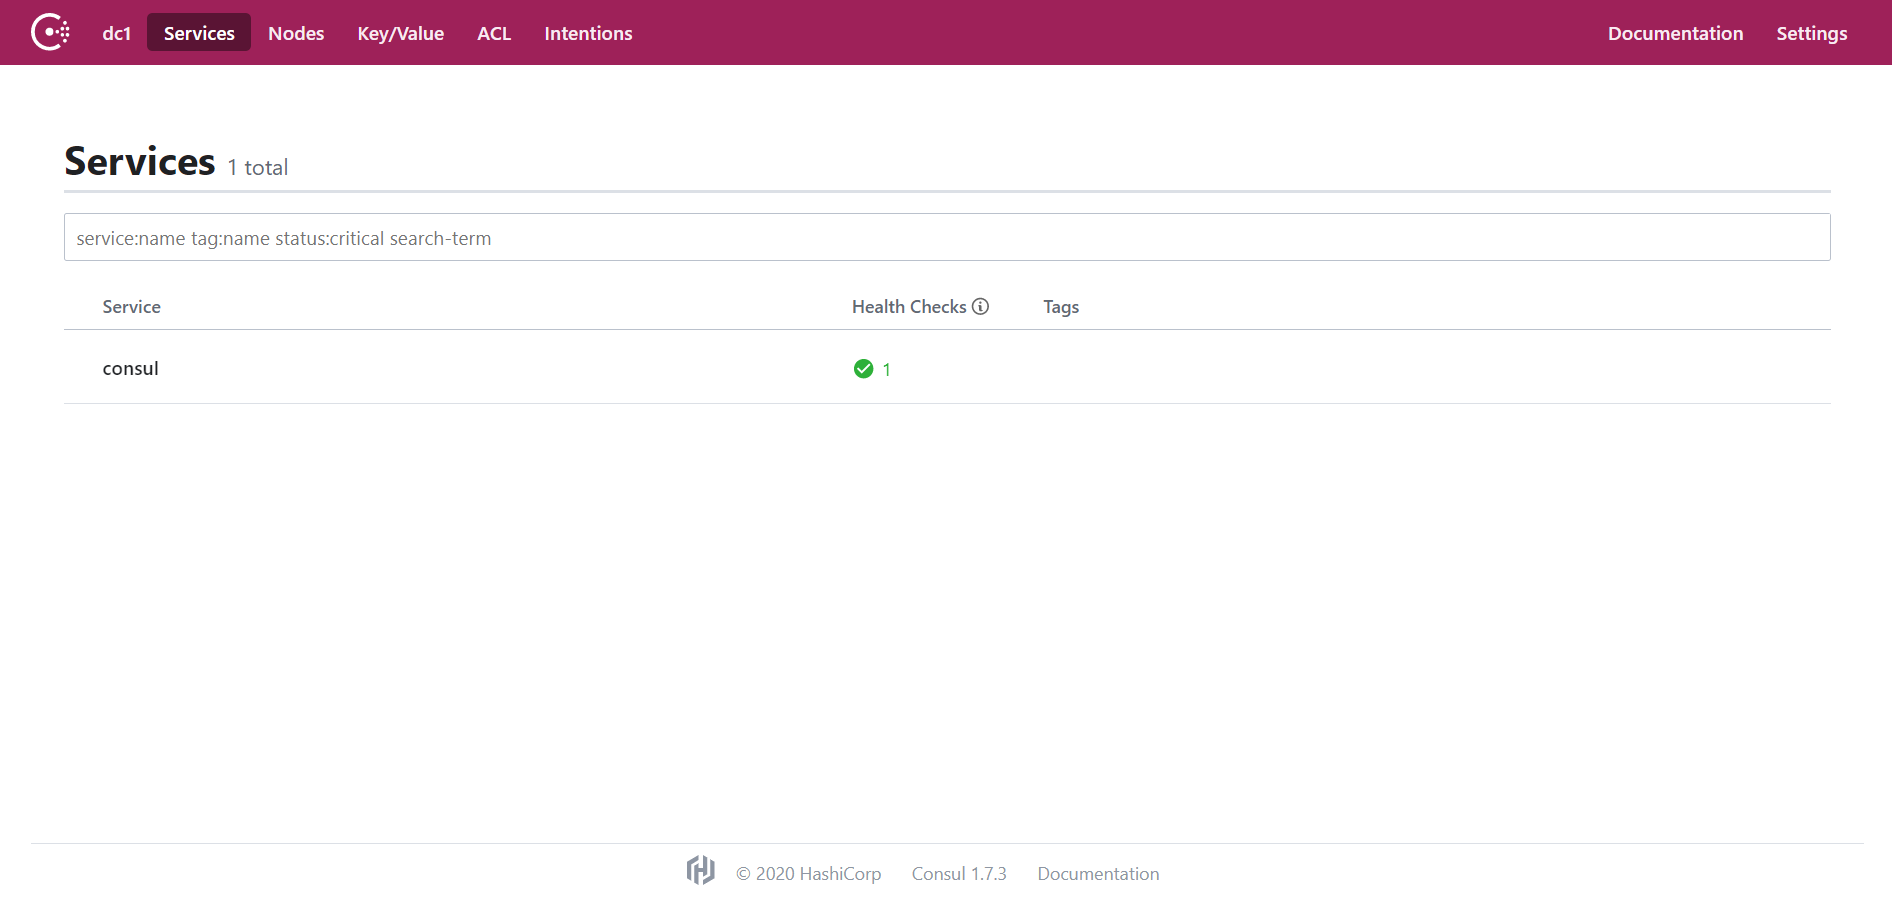 dc1 Services Nodes Key/Value ACL Intentions Documentation Settings
Services 1 total
service:name tag:name status:critical search-term
Service Health Checks Tags
consul 1
© 2020 HashiCorp Consul 1.7.3 Documentation